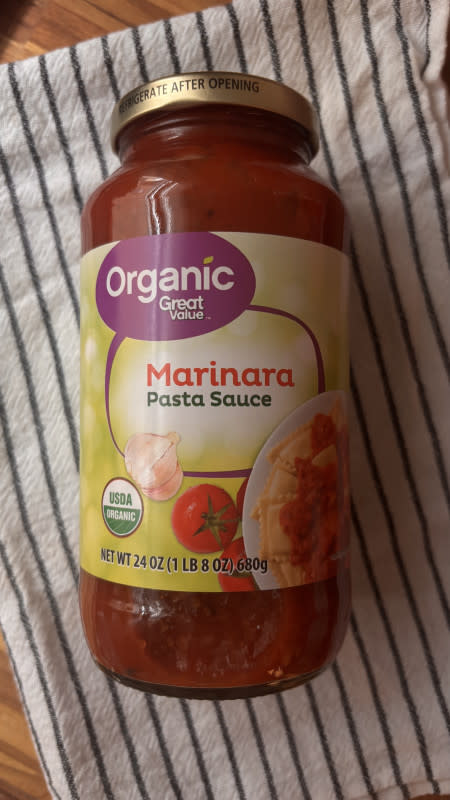 REFRIGERATE AFTER OPENING
Organic
Great
Value™
Marinara
Pasta Sauce
USDA
ORGANIC
NET WT 24 OZ (1 LB 8 OZ) 680g